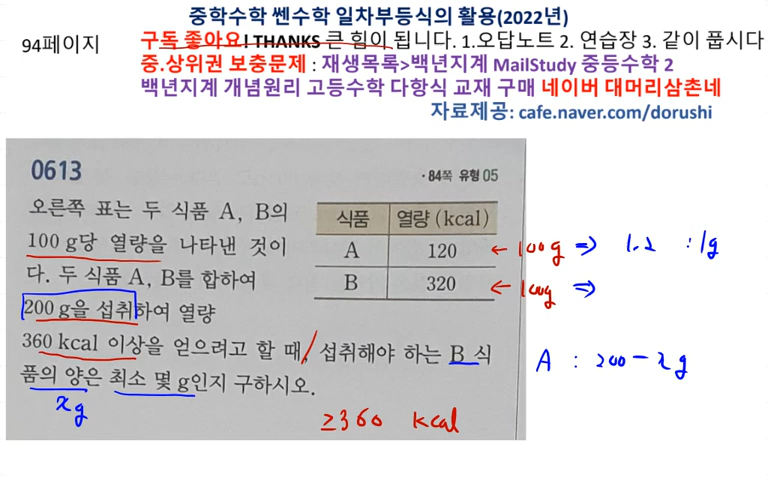 중학수학 쎈수학 일차부등식의 활용(2022년)
94페이지
구독 좋아요! THANKS 큰 힘이 됩니다. 1.오답노트 2. 연습장 3. 같이 풉시다
중.상위권 보충문제 : 재생목록>백년지계 MailStudy 중등수학 2
백년지계 개념원리 고등수학 다항식 교재 구매 네이버 대머리삼촌네
자료제공: cafe.naver.com/dorushi
0613
•84쪽 유형 05
오른쪽 표는 두 식품 A, B의
100 g당 열량을 나타낸 것이
다. 두 식품 A, B를 합하여
200 g을 섭취하여 열량
360 kcal 이상을 얻으려고 할 때, 섭취해야 하는 B 식
품의 양은 최소 몇 g인지 구하시오.
식품 열량 (kcal)
A 120 ← 100g ⇒ 1.2 : 1g
B 320 ← 100g ⇒
A : 200 - x g
x g
≥360 kcal